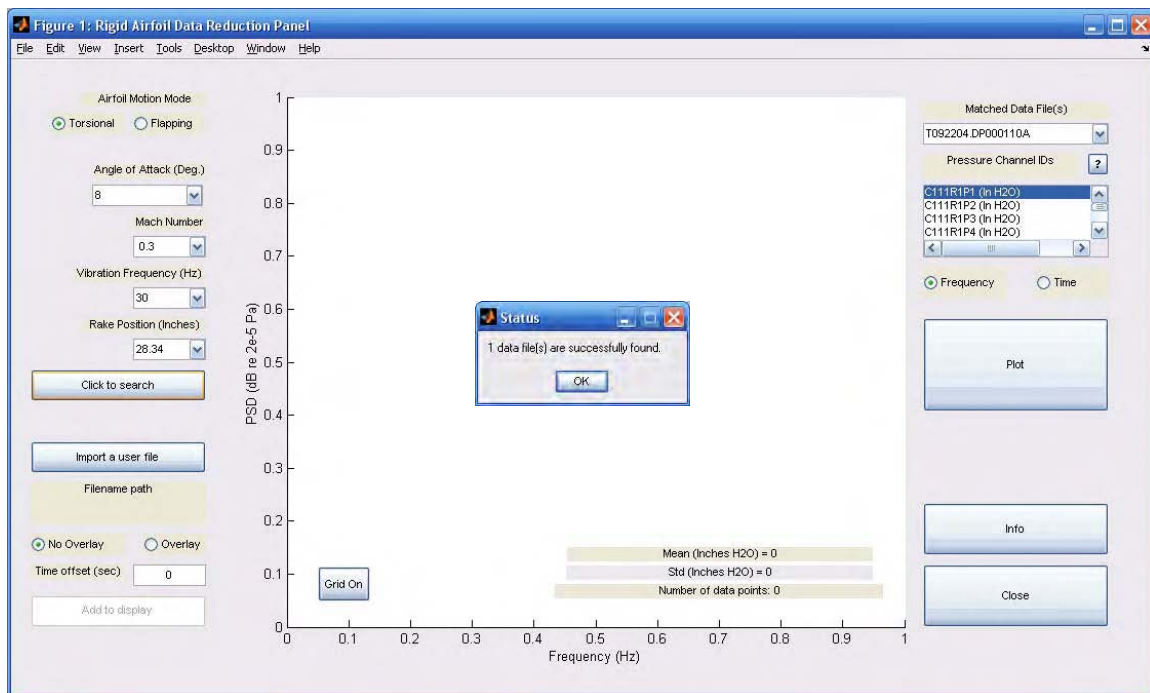 Figure 1: Rigid Airfoil Data Reduction Panel
File Edit View Insert Tools Desktop Window Help
Airfoil Motion Mode
Torsional Flapping
Angle of Attack (Deg.)
8
Mach Number
0.3
Vibration Frequency (Hz)
30
Rake Position (Inches)
28.34
Click to search
Import a user file
Filename path
No Overlay Overlay
Time offset (sec) 0
Add to display
PSD (dB re 2e-5 Pa)
1
0.9
0.8
0.7
0.6
0.5
0.4
0.3
0.2
0.1
0
0 0.1 0.2 0.3 0.4 0.5 0.6 0.7 0.8 0.9 1
Frequency (Hz)
Grid On
Status
1 data file(s) are successfully found.
OK
Mean (Inches H2O) = 0
Std (Inches H2O) = 0
Number of data points: 0
Matched Data File(s)
T092204.DP000110A
Pressure Channel IDs ?
C111R1P1 (In H2O)
C111R1P2 (In H2O)
C111R1P3 (In H2O)
C111R1P4 (In H2O)
Frequency Time
Plot
Info
Close